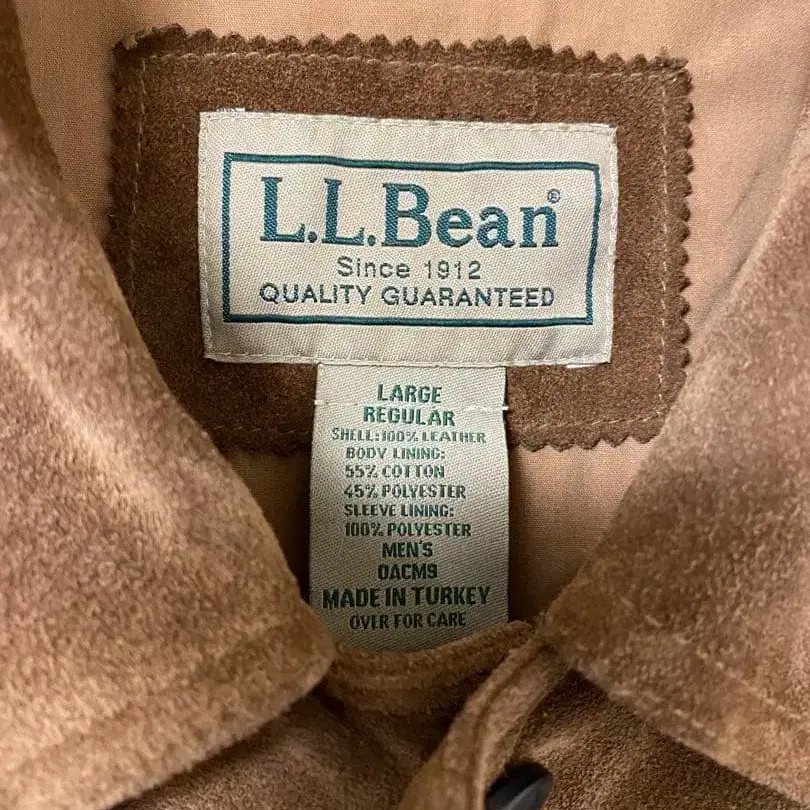 L.L.Bean®
Since 1912
QUALITY GUARANTEED
LARGE
REGULAR
SHELL:100% LEATHER
BODY LINING:
55% COTTON
45% POLYESTER
SLEEVE LINING:
100% POLYESTER
MEN'S
OACM9
MADE IN TURKEY
OVER FOR CARE